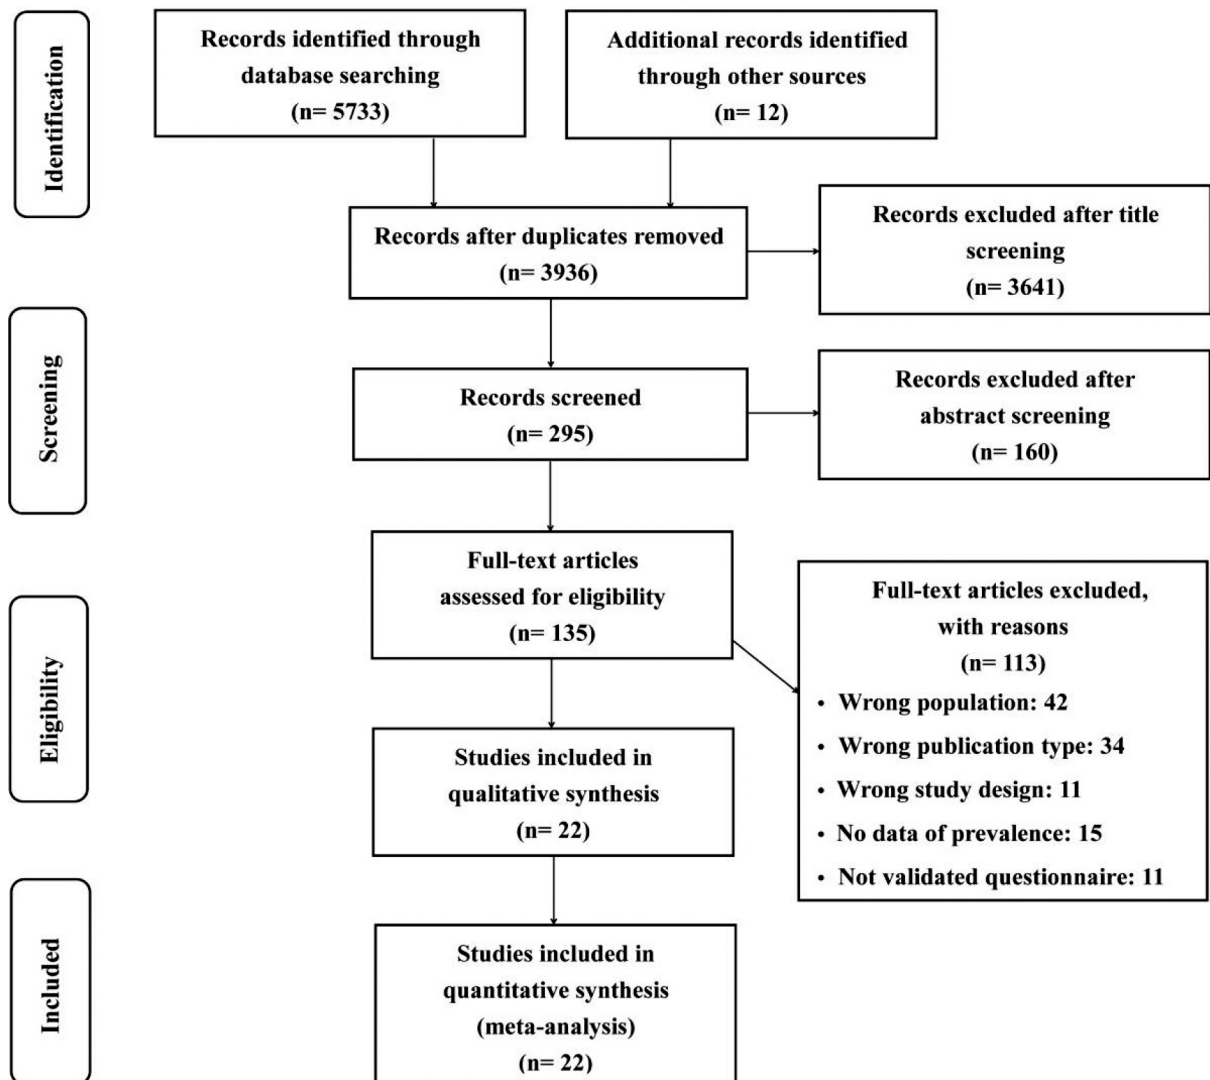 Identification
Records identified through
database searching
(n= 5733)
Additional records identified
through other sources
(n= 12)
Records after duplicates removed
(n= 3936)
Records excluded after title
screening
(n= 3641)
Screening
Records screened
(n= 295)
Records excluded after
abstract screening
(n= 160)
Eligibility
Full-text articles
assessed for eligibility
(n= 135)
Full-text articles excluded,
with reasons
(n= 113)
• Wrong population: 42
• Wrong publication type: 34
• Wrong study design: 11
• No data of prevalence: 15
• Not validated questionnaire: 11
Studies included in
qualitative synthesis
(n= 22)
Included
Studies included in
quantitative synthesis
(meta-analysis)
(n= 22)